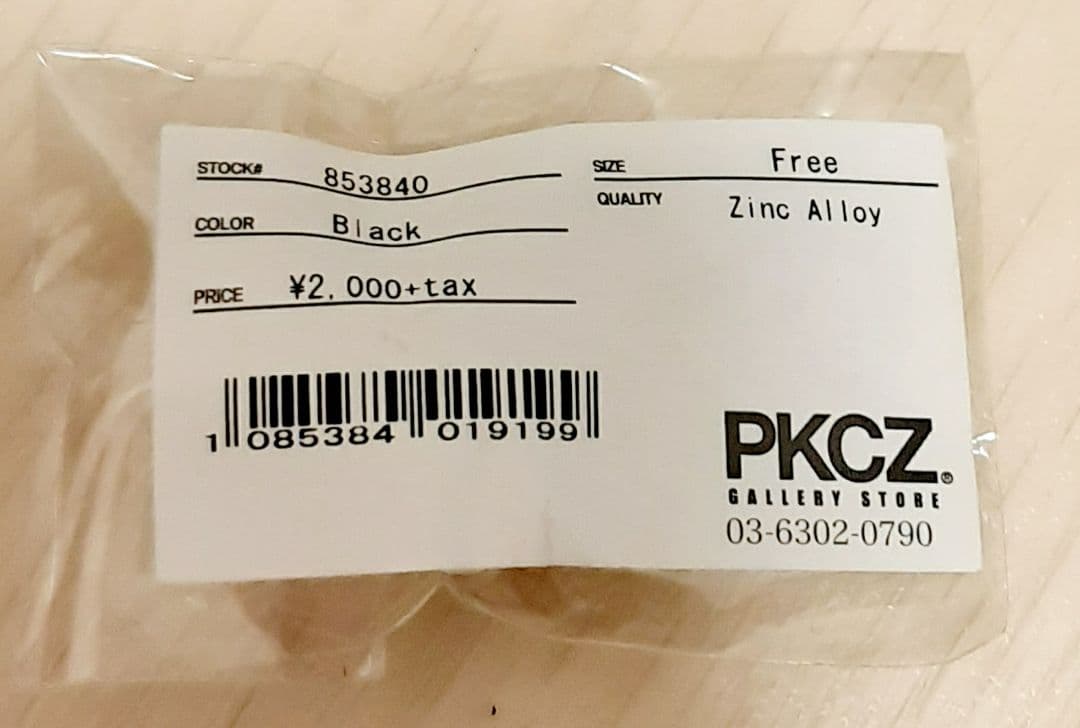 STOCK# 853840
COLOR Black
PRICE ¥2,000+tax
SIZE Free
QUALITY Zinc Alloy
1 085384 019199
PKCZ®
GALLERY STORE
03-6302-0790